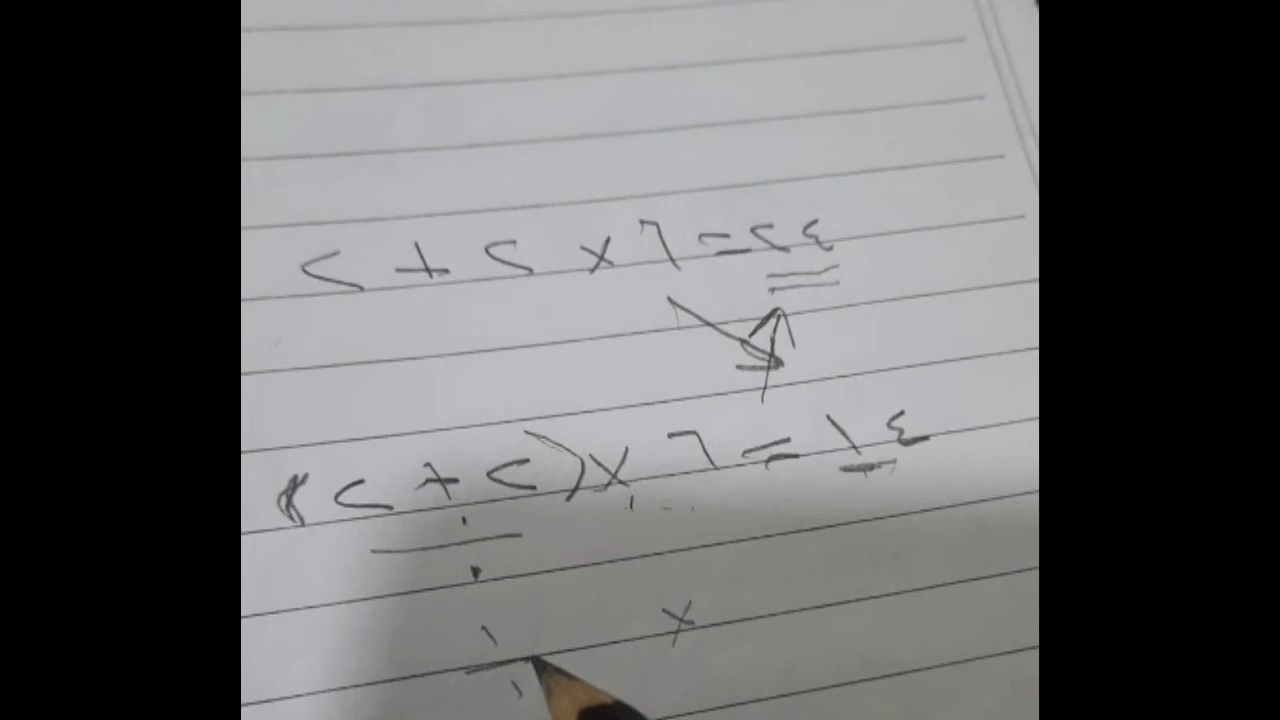 ٢ + ٢ × ٦ = ٢٤
(٢ + ٢) × ٦ = ١٤
÷ ×